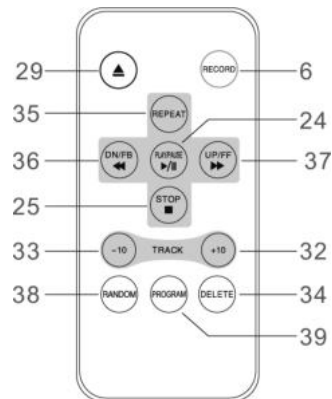 29
RECORD
6
35
REPEAT
24
36
DN/FB
PLAY/PAUSE
UP/FF
37
25
STOP
33
-10
TRACK
+10
32
38
RANDOM
PROGRAM
DELETE
34
39